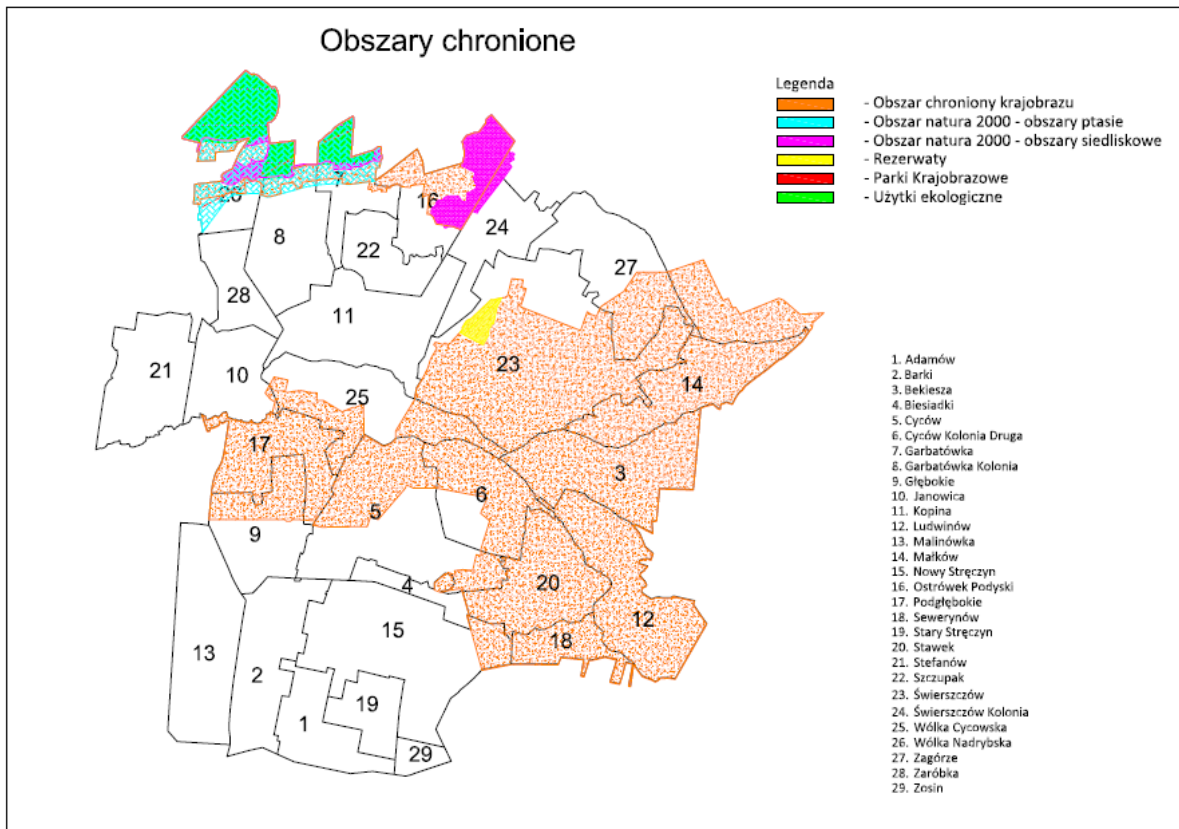 Obszary chronione
Legenda
- Obszar chroniony krajobrazu
- Obszar natura 2000 - obszary ptasie
- Obszar natura 2000 - obszary siedliskowe
- Rezerwaty
- Parki Krajobrazowe
- Użytki ekologiczne
7
26
16
8
22
24
27
28
11
21
10
23
14
25
17
3
6
5
9
4
20
12
15
18
13
2
19
1
29
1. Adamów
2. Barki
3. Bekiesza
4. Biesiadki
5. Cyców
6. Cyców Kolonia Druga
7. Garbatówka
8. Garbatówka Kolonia
9. Głębokie
10. Janowica
11. Kopina
12. Ludwinów
13. Malinówka
14. Małków
15. Nowy Stręczyn
16. Ostrówek Podyski
17. Podgłębokie
18. Sewerynów
19. Stary Stręczyn
20. Stawek
21. Stefanów
22. Szczupak
23. Świerszczów
24. Świerszczów Kolonia
25. Wólka Cycowska
26. Wólka Nadrybska
27. Zagórze
28. Zaróbka
29. Zosin